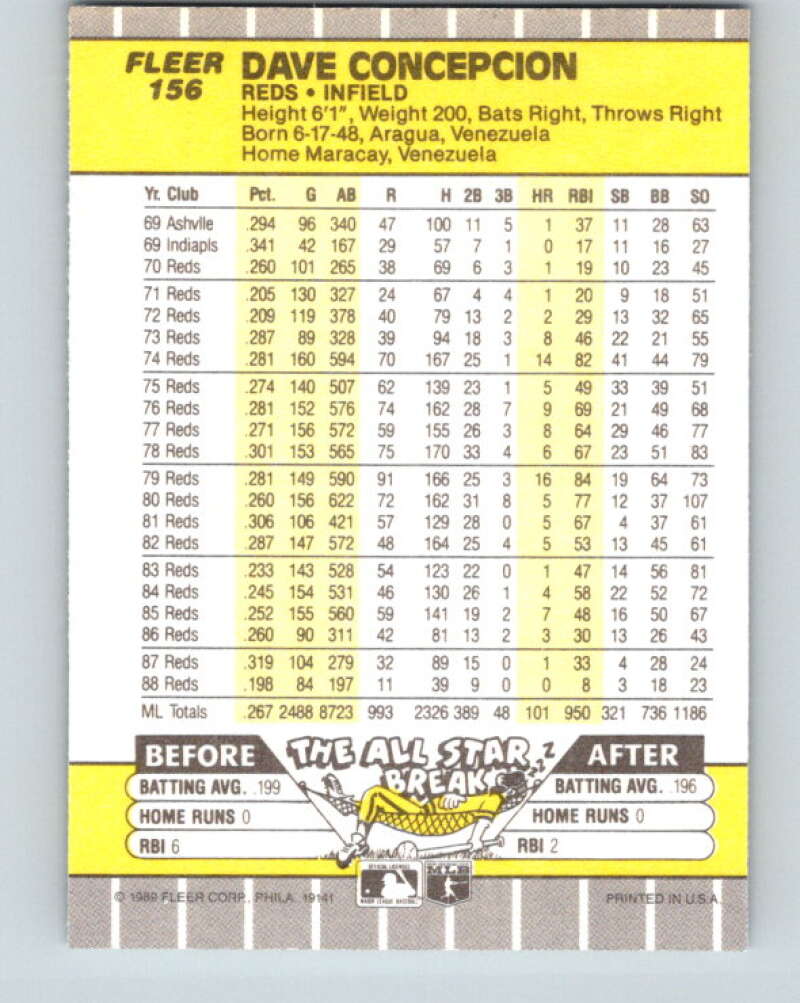 FLEER DAVE CONCEPCION
156 REDS • INFIELD
Height 6'1", Weight 200, Bats Right, Throws Right
Born 6-17-48, Aragua, Venezuela
Home Maracay, Venezuela
Yr. Club Pct. G AB R H 2B 3B HR RBI SB BB SO
69 Ashvlle .294 96 340 47 100 11 5 1 37 11 28 63
69 Indiapls .341 42 167 29 57 7 1 0 17 11 16 27
70 Reds .260 101 265 38 69 6 3 1 19 10 23 45
71 Reds .205 130 327 24 67 4 4 1 20 9 18 51
72 Reds .209 119 378 40 79 13 2 2 29 13 32 65
73 Reds .287 89 328 39 94 18 3 8 46 22 21 55
74 Reds .281 160 594 70 167 25 1 14 82 41 44 79
75 Reds .274 140 507 62 139 23 1 5 49 33 39 51
76 Reds .281 152 576 74 162 28 7 9 69 21 49 68
77 Reds .271 156 572 59 155 26 3 8 64 29 46 77
78 Reds .301 153 565 75 170 33 4 6 67 23 51 83
79 Reds .281 149 590 91 166 25 3 16 84 19 64 73
80 Reds .260 156 622 72 162 31 8 5 77 12 37 107
81 Reds .306 106 421 57 129 28 0 5 67 4 37 61
82 Reds .287 147 572 48 164 25 4 5 53 13 45 61
83 Reds .233 143 528 54 123 22 0 1 47 14 56 81
84 Reds .245 154 531 46 130 26 1 4 58 22 52 72
85 Reds .252 155 560 59 141 19 2 7 48 16 50 67
86 Reds .260 90 311 42 81 13 2 3 30 13 26 43
87 Reds .319 104 279 32 89 15 0 1 33 4 28 24
88 Reds .198 84 197 11 39 9 0 0 8 3 18 23
ML Totals .267 2488 8723 993 2326 389 48 101 950 321 736 1186
BEFORE THE ALL STAR BREAK AFTER
ZZZ
BATTING AVG. .199 BATTING AVG. .196
HOME RUNS 0 HOME RUNS 0
RBI 6 RBI 2
OFFICIAL LICENSEE
MAJOR LEAGUE BASEBALL
MLB
© 1989 FLEER CORP., PHILA. 19141 PRINTED IN U.S.A.